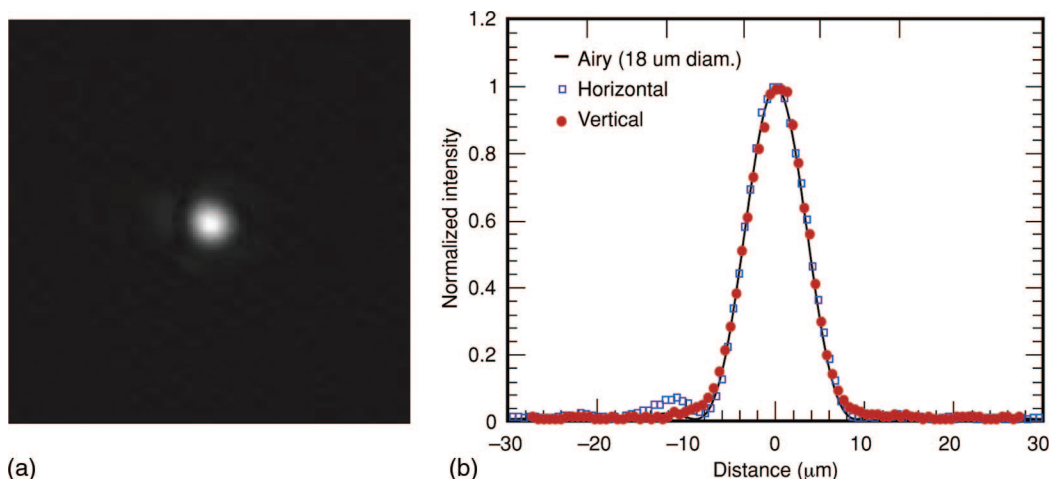 (a)
(b)
Normalized intensity
1.2
1
0.8
0.6
0.4
0.2
0
Airy (18 um diam.)
Horizontal
Vertical
–30 –20 –10 0 10 20 30
Distance (μm)